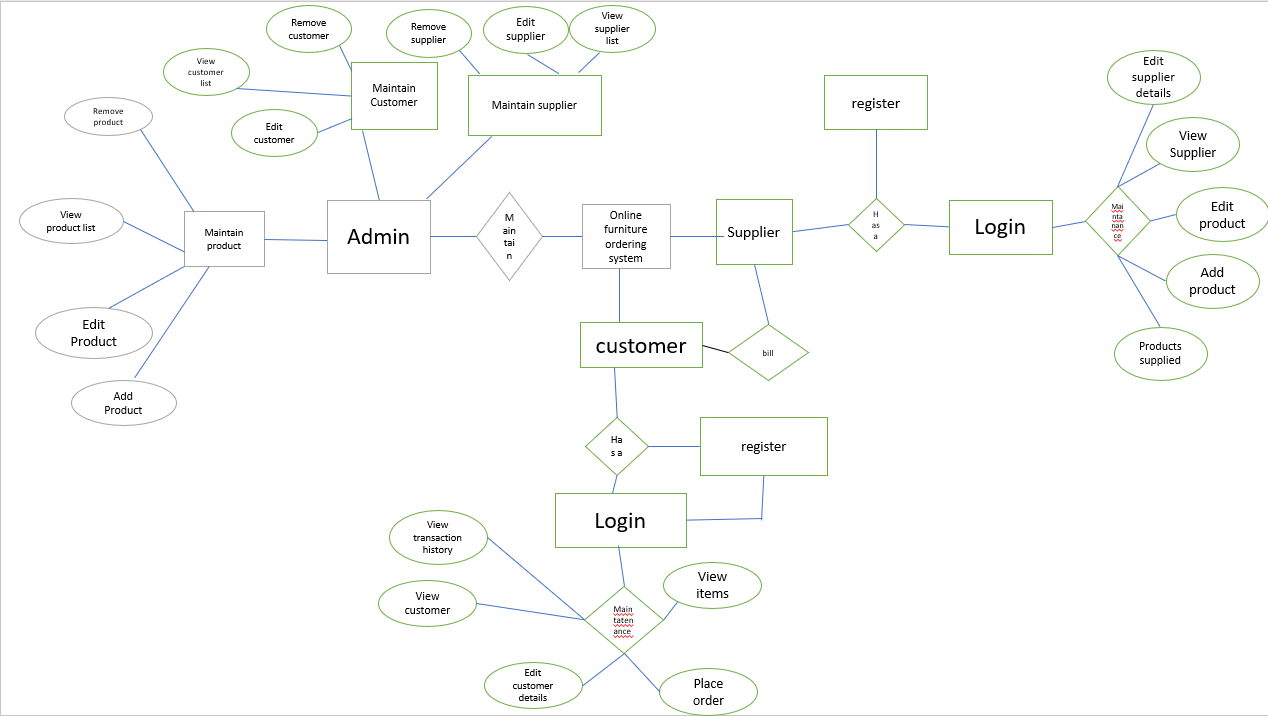 Remove
customer
Remove
supplier
Edit
supplier
View
supplier
list
View
customer
list
Maintain
Customer
Maintain supplier
Edit
customer
Remove
product
register
Edit
supplier
details
View
Supplier
View
product list
Maintain
product
Admin
M
ain
tai
n
Online
furniture
ordering
system
Supplier
H
as
a
Login
Mai
nta
nan
ce
Edit
product
Add
product
Edit
Product
customer
bill
Products
supplied
Add
Product
Ha
s a
register
Login
View
transaction
history
View
customer
Main
taten
ance
View
items
Edit
customer
details
Place
order